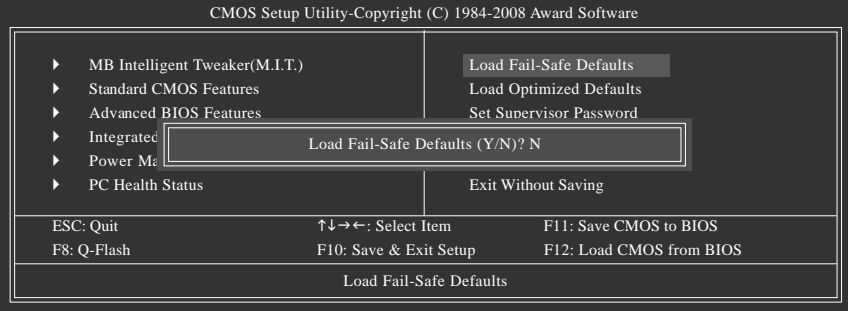 CMOS Setup Utility-Copyright (C) 1984-2008 Award Software
MB Intelligent Tweaker(M.I.T.)
Load Fail-Safe Defaults
Standard CMOS Features
Load Optimized Defaults
Advanced BIOS Features
Set Supervisor Password
Integrated
Load Fail-Safe Defaults (Y/N)? N
Power Ma
PC Health Status
Exit Without Saving
ESC: Quit
↑↓→←: Select Item
F11: Save CMOS to BIOS
F8: Q-Flash
F10: Save & Exit Setup
F12: Load CMOS from BIOS
Load Fail-Safe Defaults